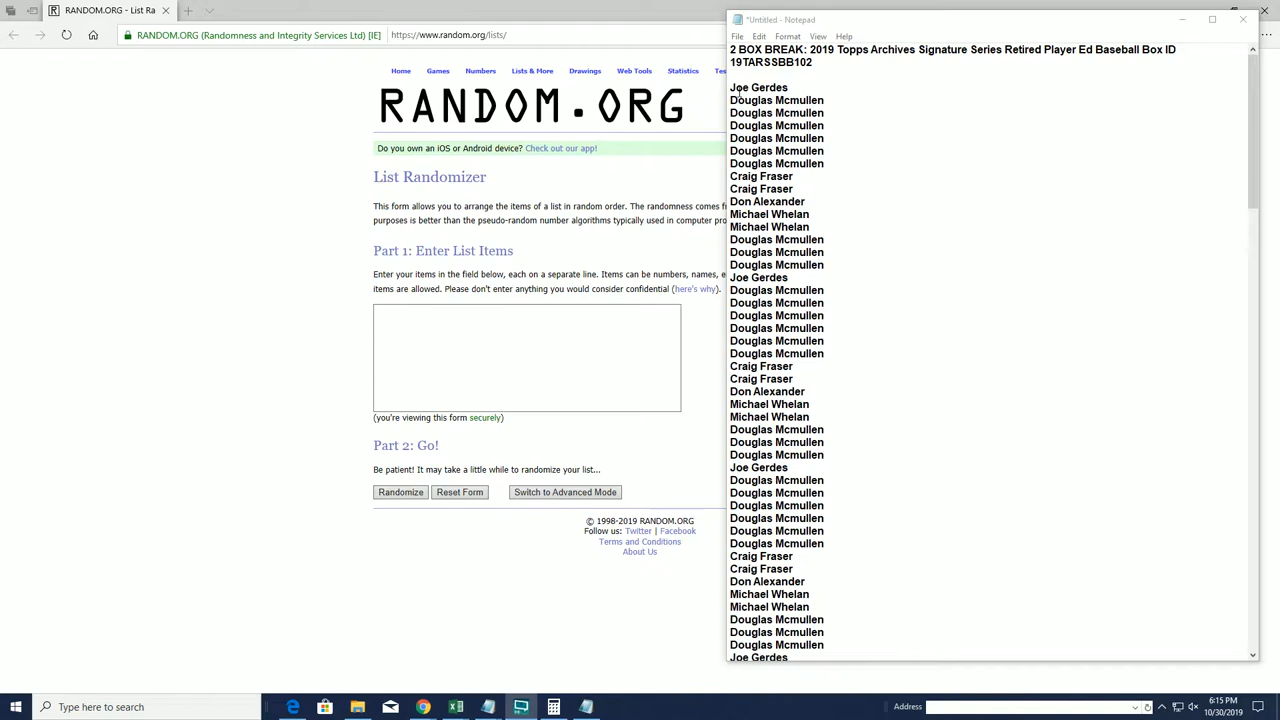 RANDOM.ORG - List Ra
RANDOM.ORG (Randomness and Integrity Services Ltd) [IE]
https://www.random.org/lists/
Home Games Numbers Lists & More Drawings Web Tools Statistics Tes
RANDOM.ORG
Do you own an iOS or Android device? Check out our app!
List Randomizer
This form allows you to arrange the items of a list in random order. The randomness comes f
purposes is better than the pseudo-random number algorithms typically used in computer pro
Part 1: Enter List Items
Enter your items in the field below, each on a separate line. Items can be numbers, names, e
items are allowed. Please don't enter anything you would consider confidential (here's why).
(you're viewing this form securely)
Part 2: Go!
Be patient! It may take a little while to randomize your list...
Randomize Reset Form Switch to Advanced Mode
© 1998-2019 RANDOM.ORG
Follow us: Twitter | Facebook
Terms and Conditions
About Us
*Untitled - Notepad
File Edit Format View Help
2 BOX BREAK: 2019 Topps Archives Signature Series Retired Player Ed Baseball Box ID
19TARSSBB102
Joe Gerdes
Douglas Mcmullen
Douglas Mcmullen
Douglas Mcmullen
Douglas Mcmullen
Douglas Mcmullen
Douglas Mcmullen
Craig Fraser
Craig Fraser
Don Alexander
Michael Whelan
Michael Whelan
Douglas Mcmullen
Douglas Mcmullen
Douglas Mcmullen
Joe Gerdes
Douglas Mcmullen
Douglas Mcmullen
Douglas Mcmullen
Douglas Mcmullen
Douglas Mcmullen
Douglas Mcmullen
Craig Fraser
Craig Fraser
Don Alexander
Michael Whelan
Michael Whelan
Douglas Mcmullen
Douglas Mcmullen
Douglas Mcmullen
Joe Gerdes
Douglas Mcmullen
Douglas Mcmullen
Douglas Mcmullen
Douglas Mcmullen
Douglas Mcmullen
Douglas Mcmullen
Craig Fraser
Craig Fraser
Don Alexander
Michael Whelan
Michael Whelan
Douglas Mcmullen
Douglas Mcmullen
Douglas Mcmullen
Joe Gerdes
Type here to search
Address
6:15 PM
10/30/2019